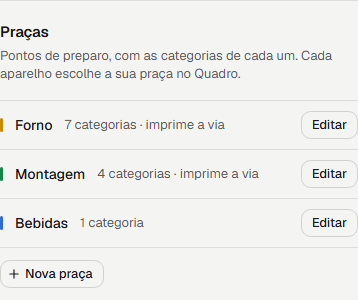 Praças
Pontos de preparo, com as categorias de cada um. Cada
aparelho escolhe a sua praça no Quadro.
Forno 7 categorias · imprime a via Editar
Montagem 4 categorias · imprime a via Editar
Bebidas 1 categoria Editar
+ Nova praça